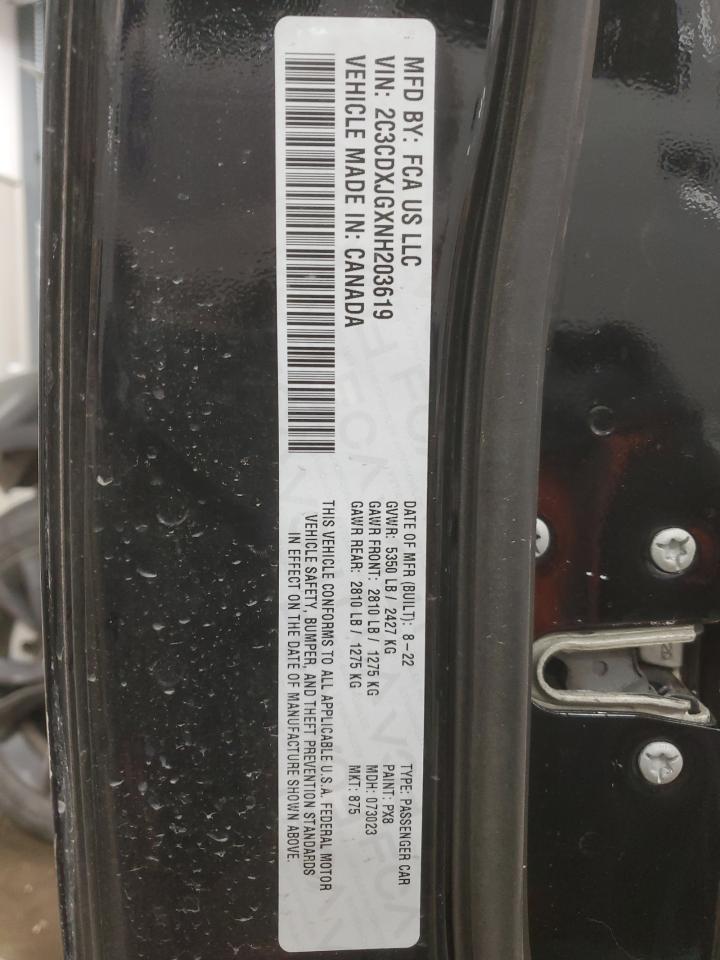 MFD BY: FCA US LLC
VIN: 2C3CDXJGXNH203619
VEHICLE MADE IN: CANADA
DATE OF MFR (BUILT): 8-22
GVWR: 5350 LB / 2427 KG
GAWR FRONT: 2810 LB / 1275 KG
GAWR REAR: 2810 LB / 1275 KG
TYPE: PASSENGER CAR
PAINT: PX8
MDH: 073023
MKT: 875
THIS VEHICLE CONFORMS TO ALL APPLICABLE U.S.A. FEDERAL MOTOR
VEHICLE SAFETY, BUMPER, AND THEFT PREVENTION STANDARDS
IN EFFECT ON THE DATE OF MANUFACTURE SHOWN ABOVE.